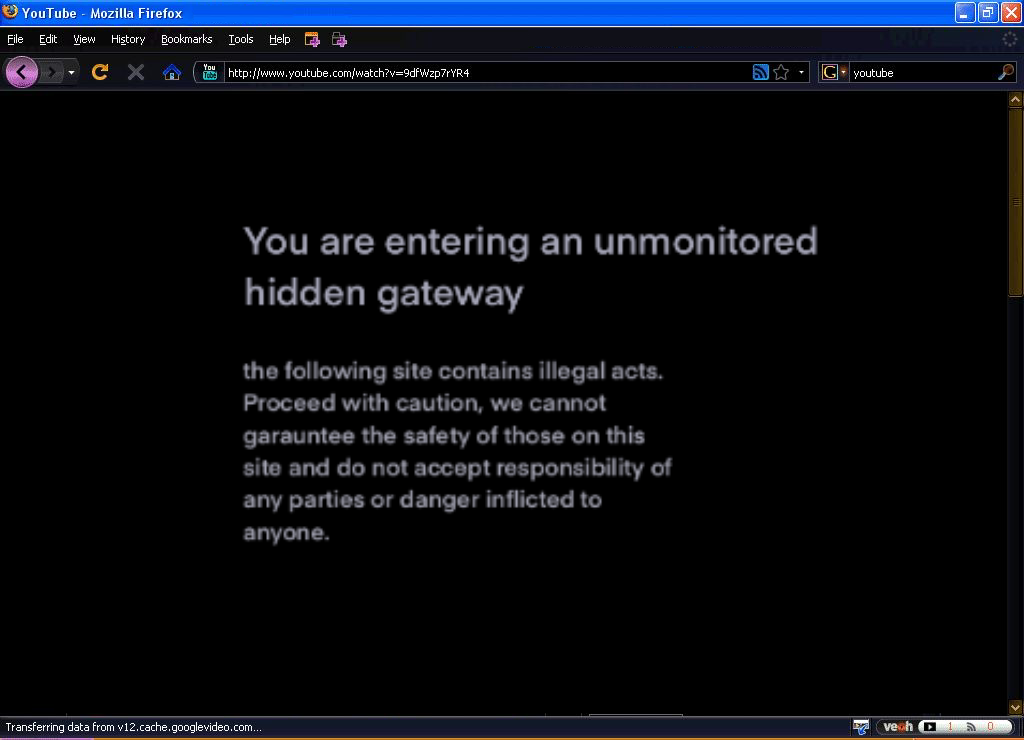 YouTube - Mozilla Firefox
File Edit View History Bookmarks Tools Help
You Tube http://www.youtube.com/watch?v=9dfWzp7rYR4 G youtube
You are entering an unmonitored
hidden gateway
the following site contains illegal acts.
Proceed with caution, we cannot
garauntee the safety of those on this
site and do not accept responsibility of
any parties or danger inflicted to
anyone.
Transferring data from v12.cache.googlevideo.com... veoh 1 0